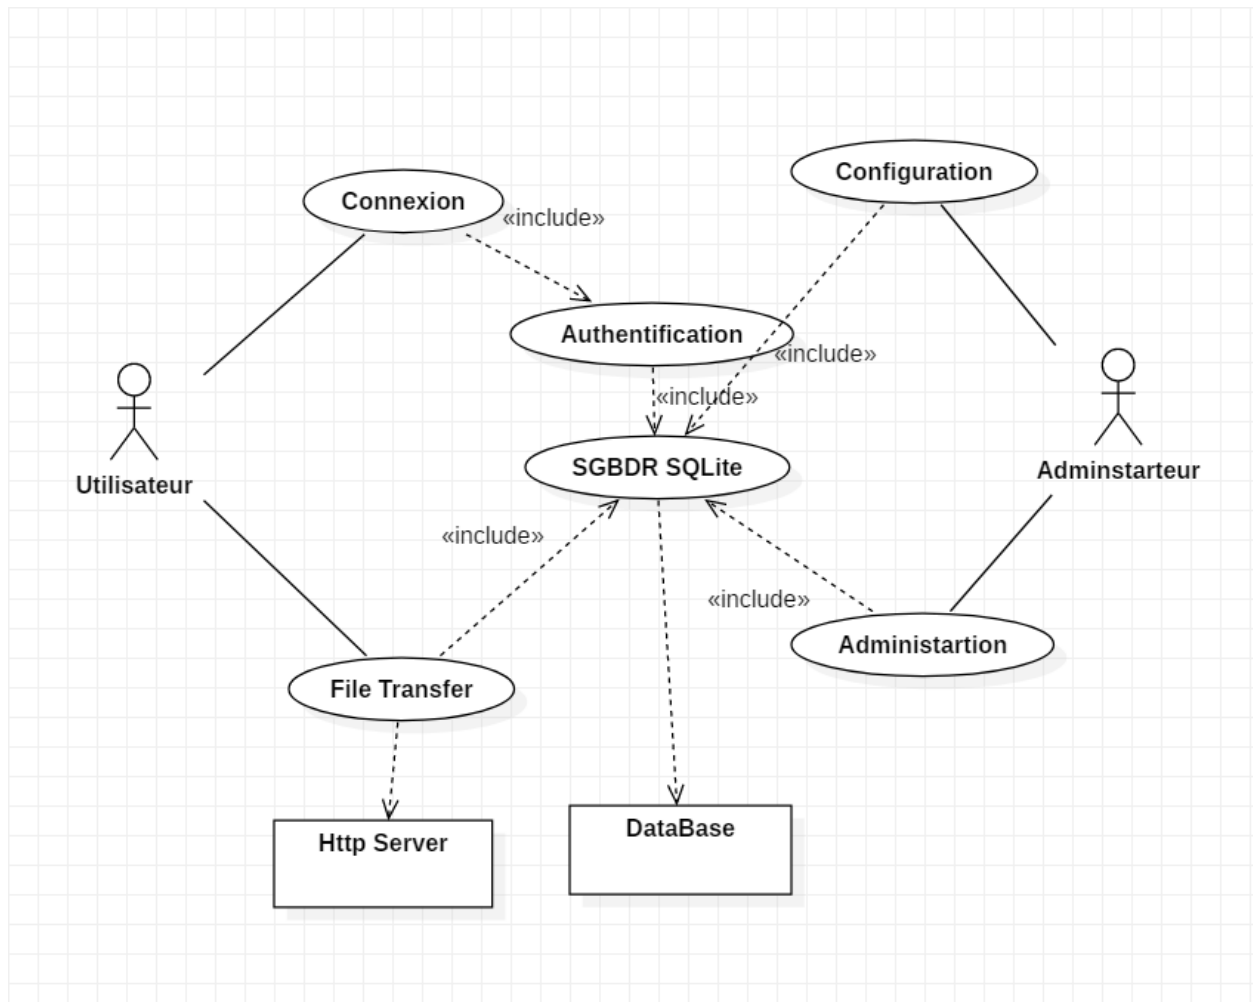 Configuration
Connexion
«include»
Authentification
«include»
«include»
SGBDR SQLite
Adminstarteur
Utilisateur
«include»
«include»
Administartion
File Transfer
DataBase
Http Server